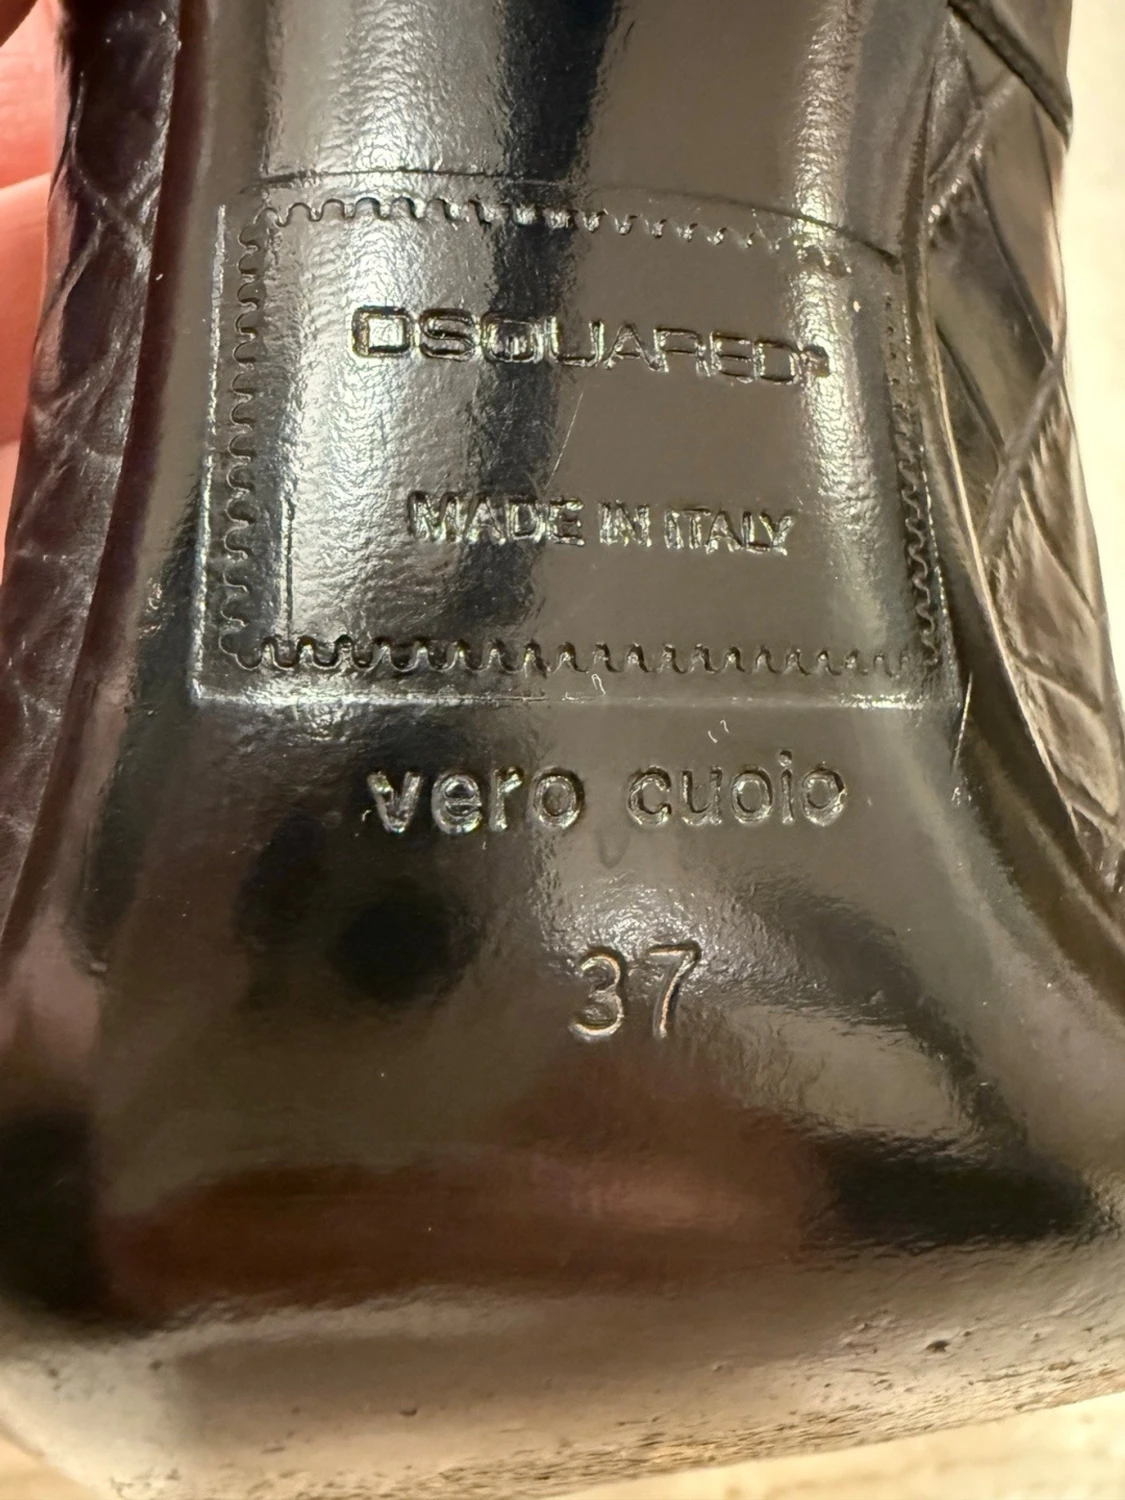 DSQUARED2
MADE IN ITALY
vero cuoio
37